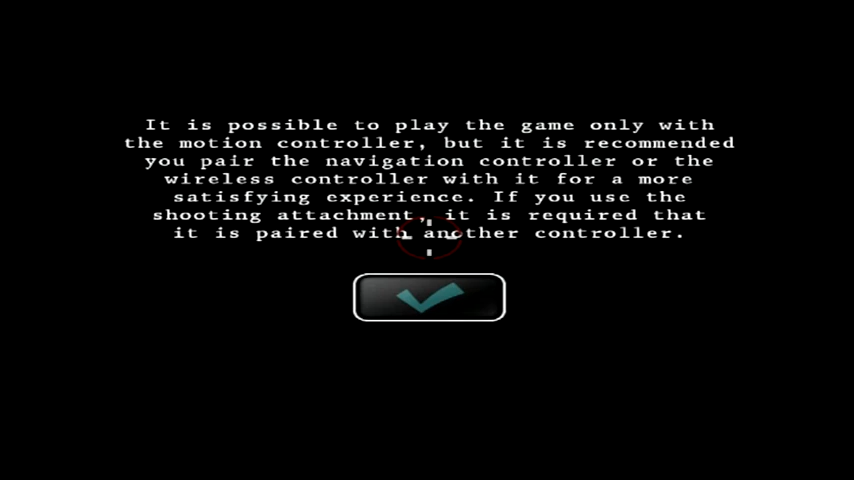 It is possible to play the game only with
the motion controller, but it is recommended
you pair the navigation controller or the
wireless controller with it for a more
satisfying experience. If you use the
shooting attachment, it is required that
it is paired with another controller.